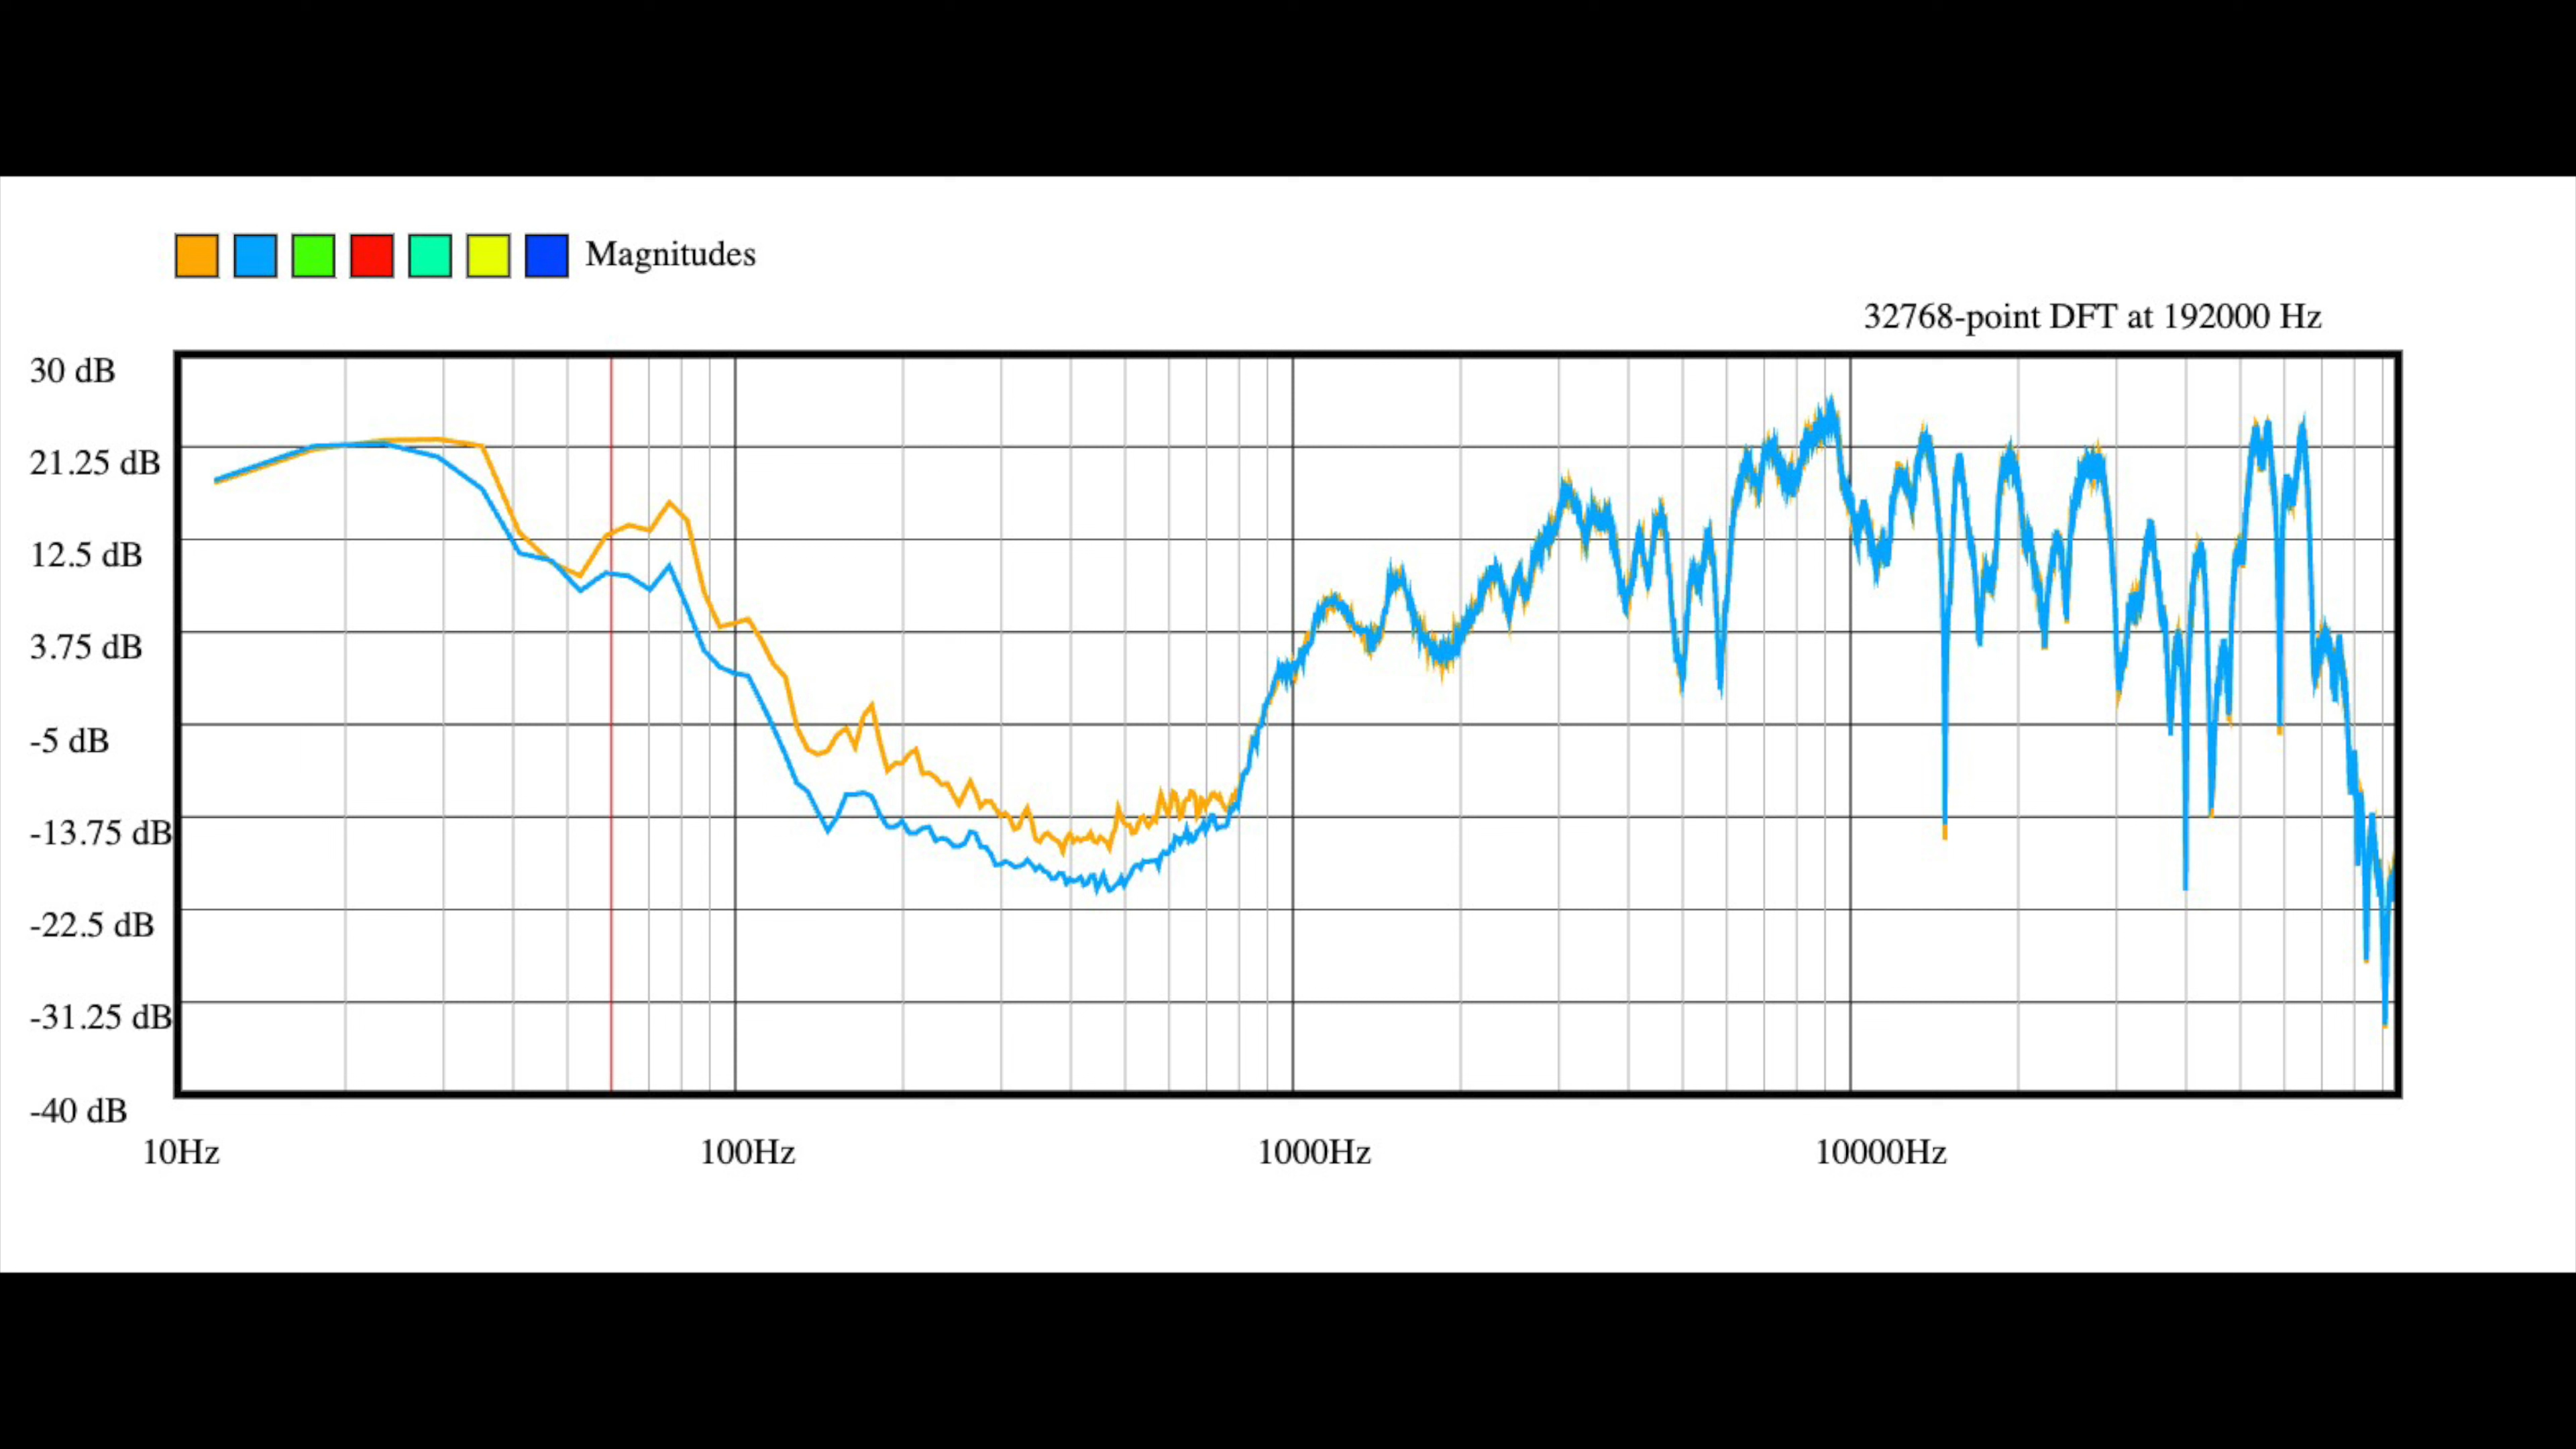 Magnitudes
32768-point DFT at 192000 Hz
30 dB
21.25 dB
12.5 dB
3.75 dB
-5 dB
-13.75 dB
-22.5 dB
-31.25 dB
-40 dB
10Hz 100Hz 1000Hz 10000Hz